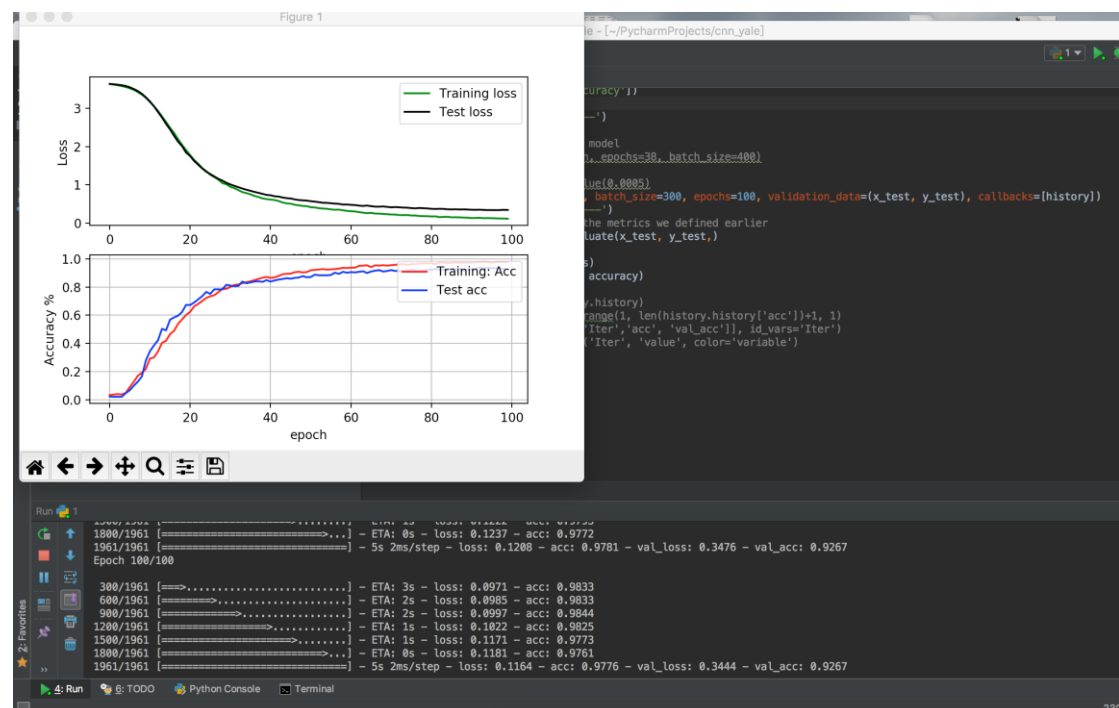 Figure 1
le - [~/PycharmProjects/cnn_yale]
1
Training loss
Test loss
Loss
3
2
1
0
0 20 40 60 80 100
1.0
0.8
0.6
0.4
0.2
0.0
Training: Acc
Test acc
Accuracy %
0 20 40 60 80 100
epoch
uracy'])
--')
model
n, epochs=38, batch_size=400)
lue(0.0005)
, batch_size=300, epochs=100, validation_data=(x_test, y_test), callbacks=[history])
--')
the metrics we defined earlier
luate(x_test, y_test,)
s)
accuracy)
y.history)
range(1, len(history.history['acc'])+1, 1)
'Iter','acc', 'val_acc']], id_vars='Iter')
('Iter', 'value', color='variable')
Run 1
1800/1961 [============================>...] - ETA: 0s - loss: 0.1237 - acc: 0.9772
1961/1961 [==============================] - 5s 2ms/step - loss: 0.1208 - acc: 0.9781 - val_loss: 0.3476 - val_acc: 0.9267
Epoch 100/100
300/1961 [===>..........................] - ETA: 3s - loss: 0.0971 - acc: 0.9833
600/1961 [========>.....................] - ETA: 2s - loss: 0.0985 - acc: 0.9833
900/1961 [============>.................] - ETA: 2s - loss: 0.0997 - acc: 0.9844
1200/1961 [=================>............] - ETA: 1s - loss: 0.1022 - acc: 0.9825
1500/1961 [=====================>........] - ETA: 1s - loss: 0.1171 - acc: 0.9773
1800/1961 [==========================>...] - ETA: 0s - loss: 0.1181 - acc: 0.9761
1961/1961 [==============================] - 5s 2ms/step - loss: 0.1164 - acc: 0.9776 - val_loss: 0.3444 - val_acc: 0.9267
2: Favorites
4: Run 6: TODO Python Console Terminal